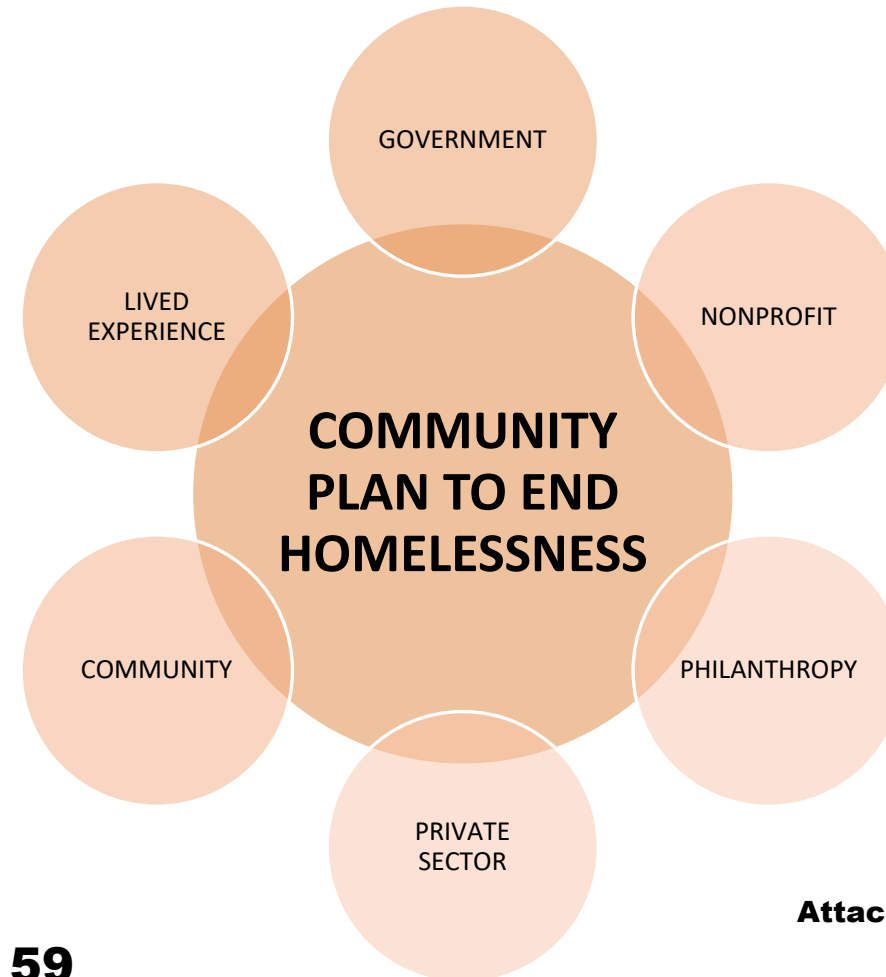 GOVERNMENT
LIVED
EXPERIENCE
NONPROFIT
COMMUNITY
PLAN TO END
HOMELESSNESS
COMMUNITY
PHILANTHROPY
PRIVATE
SECTOR
Attac
59